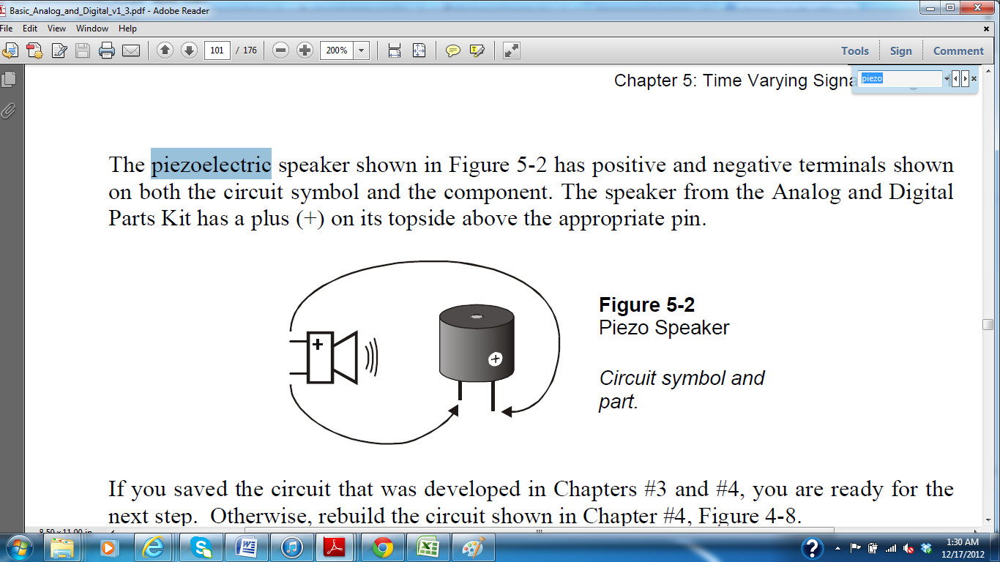 Basic_Analog_and_Digital_v1_3.pdf - Adobe Reader
File Edit View Window Help
101 / 176 200% Tools Sign Comment
piezo
Chapter 5: Time Varying Signa
The piezoelectric speaker shown in Figure 5-2 has positive and negative terminals shown
on both the circuit symbol and the component. The speaker from the Analog and Digital
Parts Kit has a plus (+) on its topside above the appropriate pin.
+
+
Figure 5-2
Piezo Speaker
Circuit symbol and
part.
If you saved the circuit that was developed in Chapters #3 and #4, you are ready for the
next step. Otherwise, rebuild the circuit shown in Chapter #4, Figure 4-8.
8.50 x 11.00 in
1:30 AM
12/17/2012